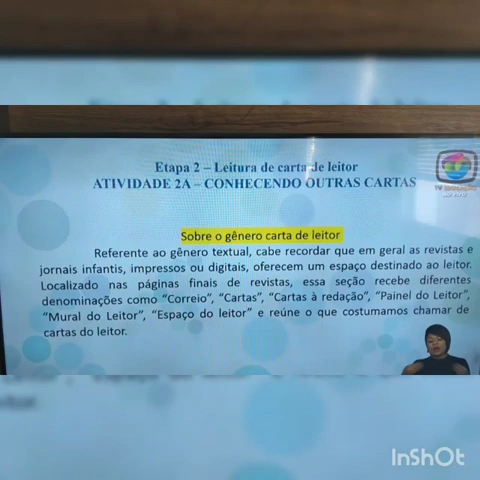 Etapa 2 – Leitura de carta de leitor
ATIVIDADE 2A – CONHECENDO OUTRAS CARTAS
Sobre o gênero carta de leitor
Referente ao gênero textual, cabe recordar que em geral as revistas e
jornais infantis, impressos ou digitais, oferecem um espaço destinado ao leitor.
Localizado nas páginas finais de revistas, essa seção recebe diferentes
denominações como “Correio”, “Cartas”, “Cartas à redação”, “Painel do Leitor”,
“Mural do Leitor”, “Espaço do leitor” e reúne o que costumamos chamar de
cartas do leitor.
TV
InShOt